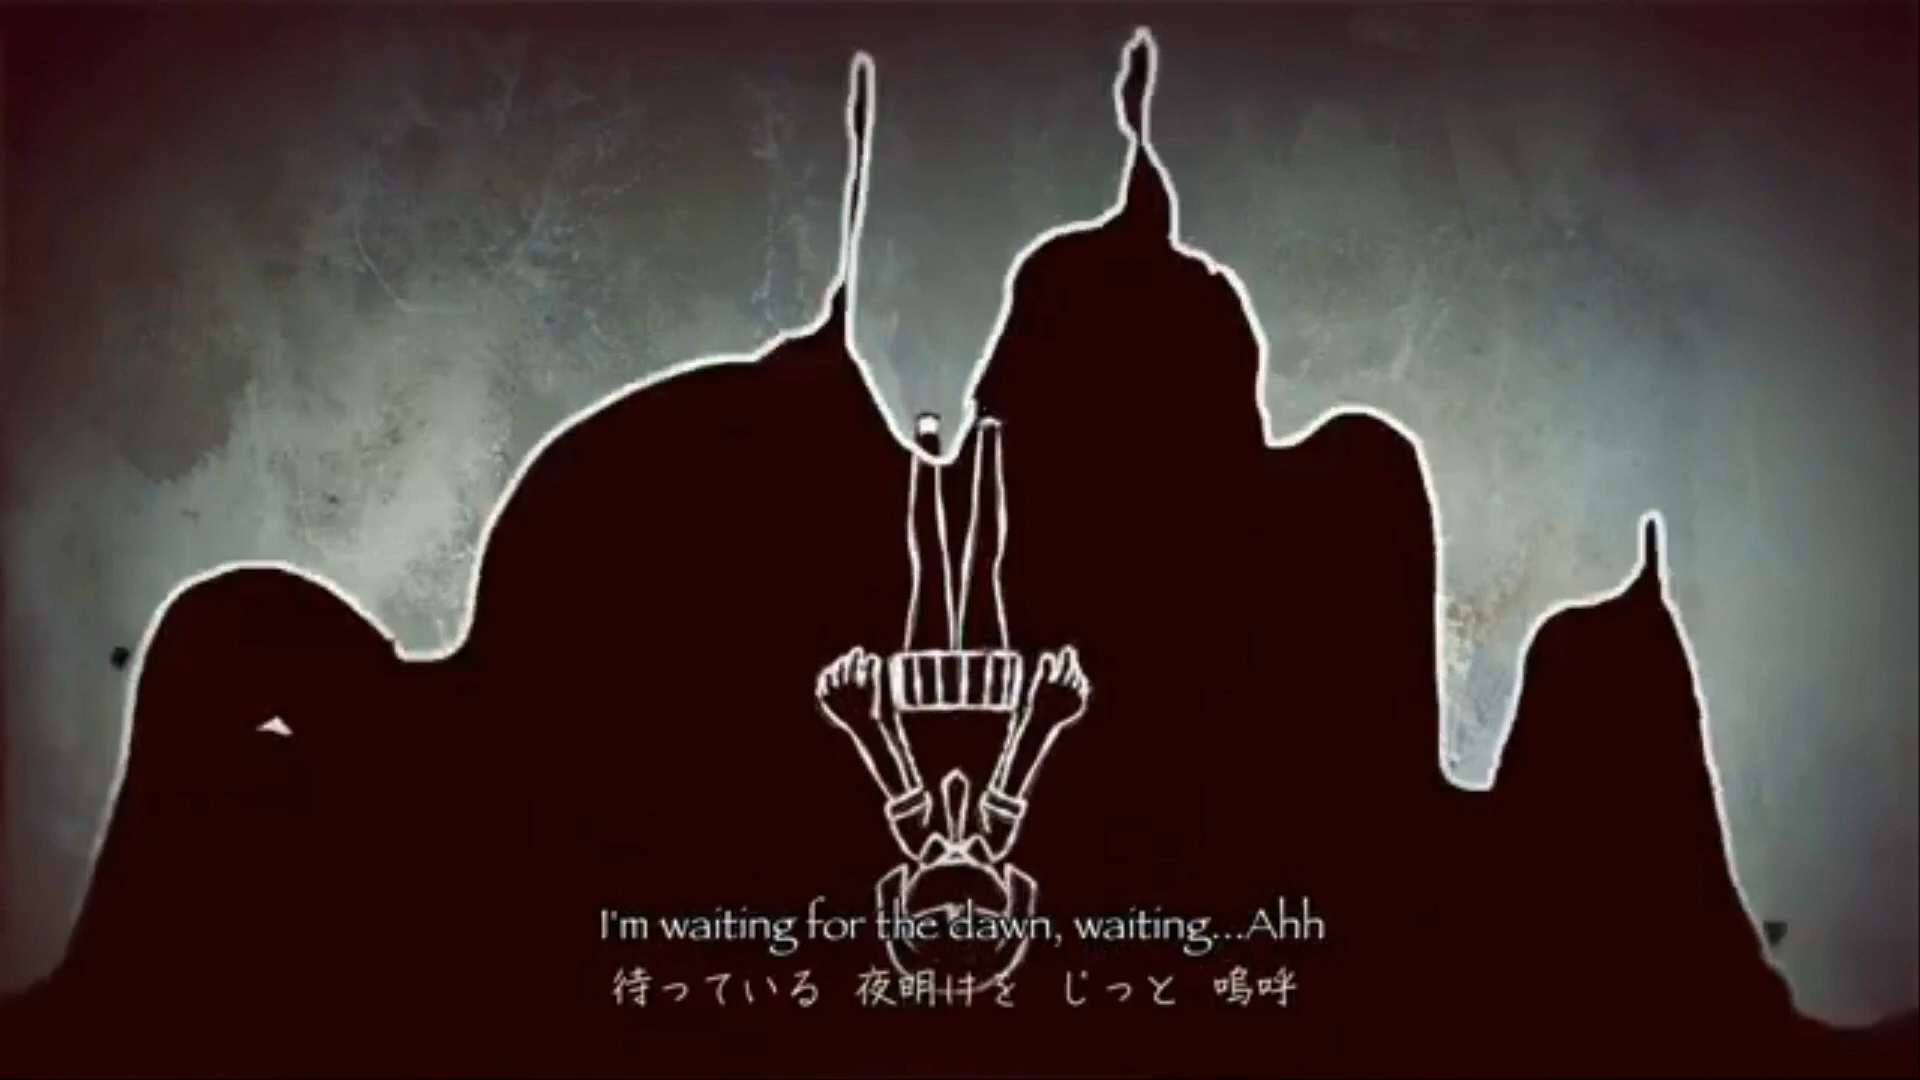 I'm waiting for the dawn, waiting...Ahh
待っている 夜明けを じっと 嗚呼